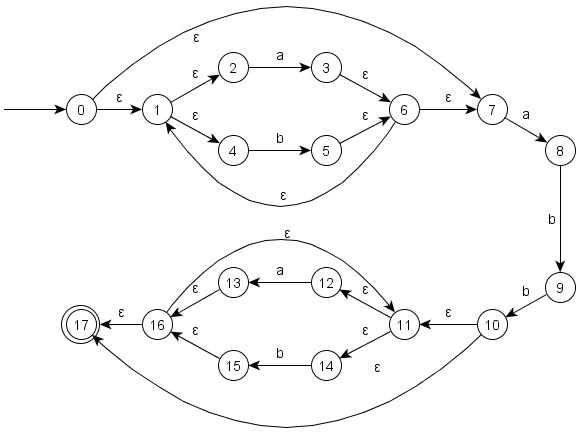 ε
2 a 3
ε ε
0 ε 1 6 ε 7
a
ε ε
4 b 5
8
ε
b
ε
13 a 12
9
ε ε
b
17 ε 16 11 ε 10
ε ε
15 b 14
ε